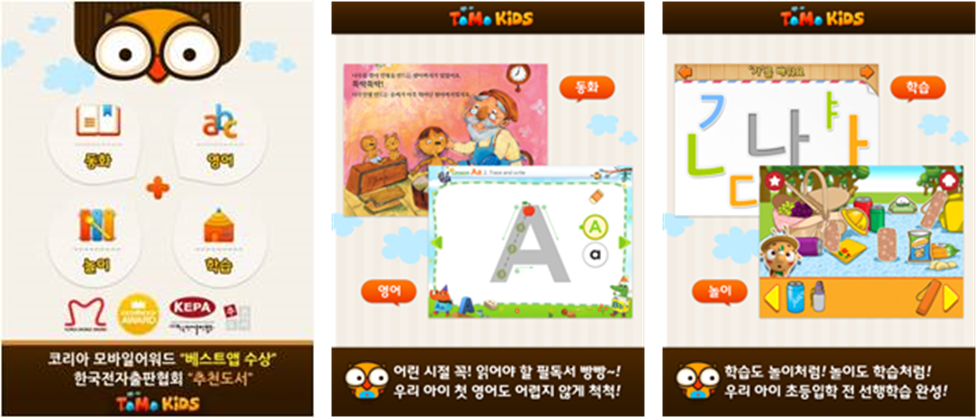 동화
abc
영어
놀이
학습
KOREA MOBILE AWARD
AWARD
KEPA
코리아 모바일어워드 "베스트앱 수상"
한국전자출판협회 "추천도서"
ToMo KiDS
ToMo KiDS
뚝딱뚝딱!
동화
Lesson Aa 1. Trace and write
A
A
a
영어
어린 시절 꼭! 읽어야 할 필독서 빵빵~!
우리 아이 첫 영어도 어렵지 않게 척척!
ToMo KiDS
학습
나
놀이
학습도 놀이처럼! 놀이도 학습처럼!
우리 아이 초등입학 전 선행학습 완성!